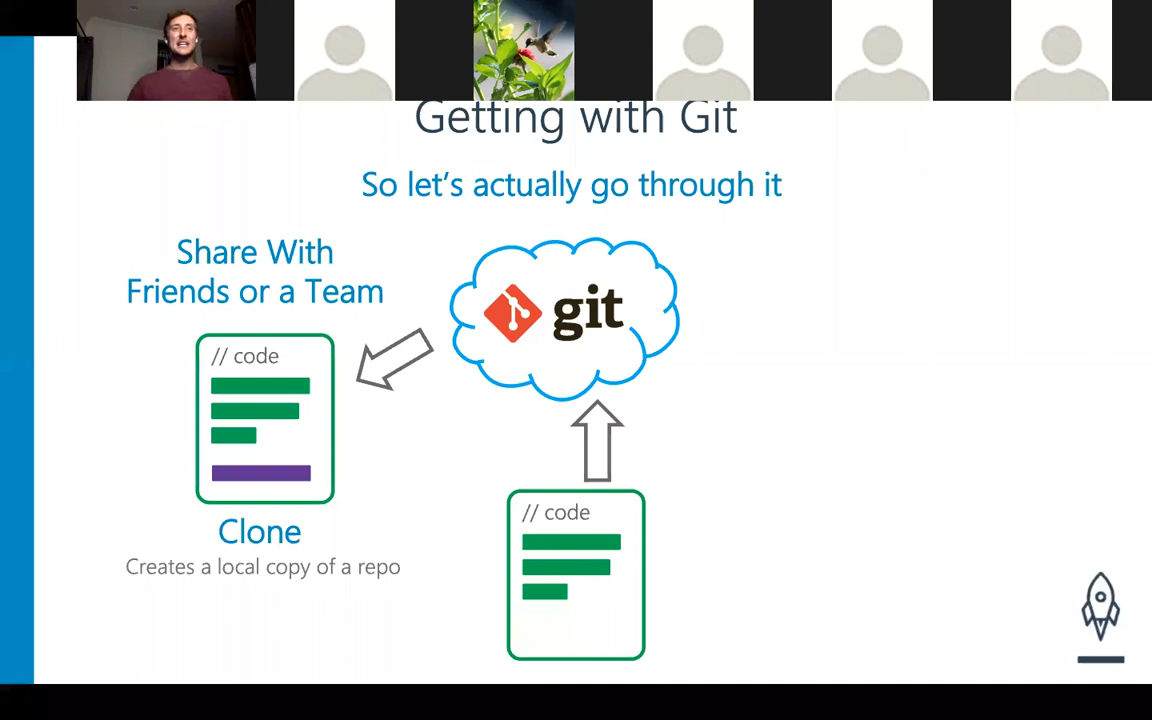 Getting with Git
So let's actually go through it
Share With
Friends or a Team
git
// code
Clone
Creates a local copy of a repo
// code